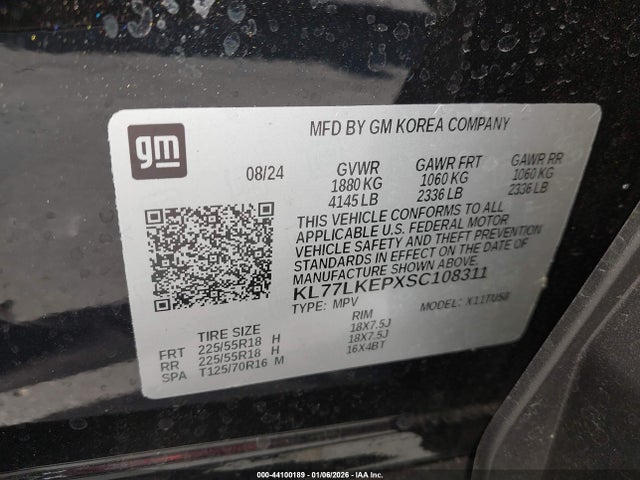 gm
MFD BY GM KOREA COMPANY
08/24 GVWR GAWR FRT GAWR RR
1880 KG 1060 KG 1060 KG
4145 LB 2336 LB 2336 LB
THIS VEHICLE CONFORMS TO ALL
APPLICABLE U.S. FEDERAL MOTOR
VEHICLE SAFETY AND THEFT PREVENTION
STANDARDS IN EFFECT ON THE DATE OF
MANUFACTURE SHOWN ABOVE.
KL77LKEPXSC108311
TYPE: MPV MODEL: X11TU58
TIRE SIZE RIM
FRT 225/55R18 H 18X7.5J
RR 225/55R18 H 18X7.5J
SPA T125/70R16 M 16X4BT
000-44100189 - 01/06/2026 - IAA Inc.